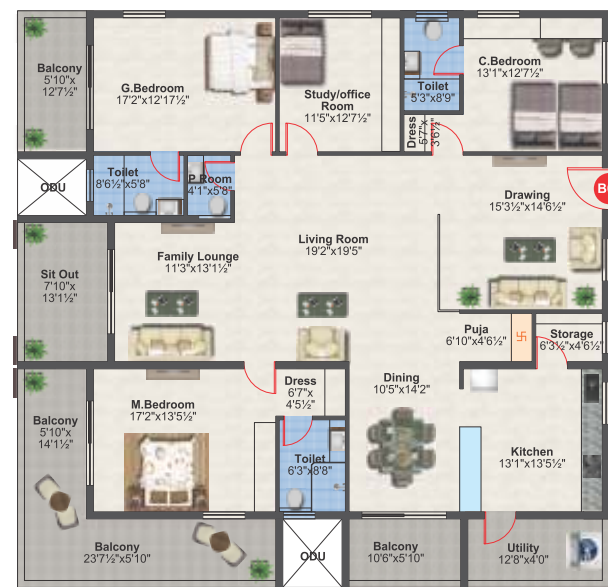 Balcony
5'10"x
12'7½"
G.Bedroom
17'2"x12'17½"
Study/office
Room
11'5"x12'7½"
Toilet
5'3"x8'9"
C.Bedroom
13'1"x12'7½"
Dress
5'7"x
3'6½"
ODU
Toilet
8'6½"x5'8"
P.Room
4'1"x5'8"
Drawing
15'3½"x14'6½"
Sit Out
7'10"x
13'1½"
Family Lounge
11'3"x13'1½"
Living Room
19'2"x19'5"
Puja
6'10"x4'6½"
卐
Storage
6'3½"x4'6½"
Balcony
5'10"x
14'1½"
M.Bedroom
17'2"x13'5½"
Dress
6'7"x
4'5½"
Toilet
6'3"x8'8"
Dining
10'5"x14'2"
Kitchen
13'1"x13'5½"
Balcony
23'7½"x5'10"
ODU
Balcony
10'6"x5'10"
Utility
12'8"x4'0"